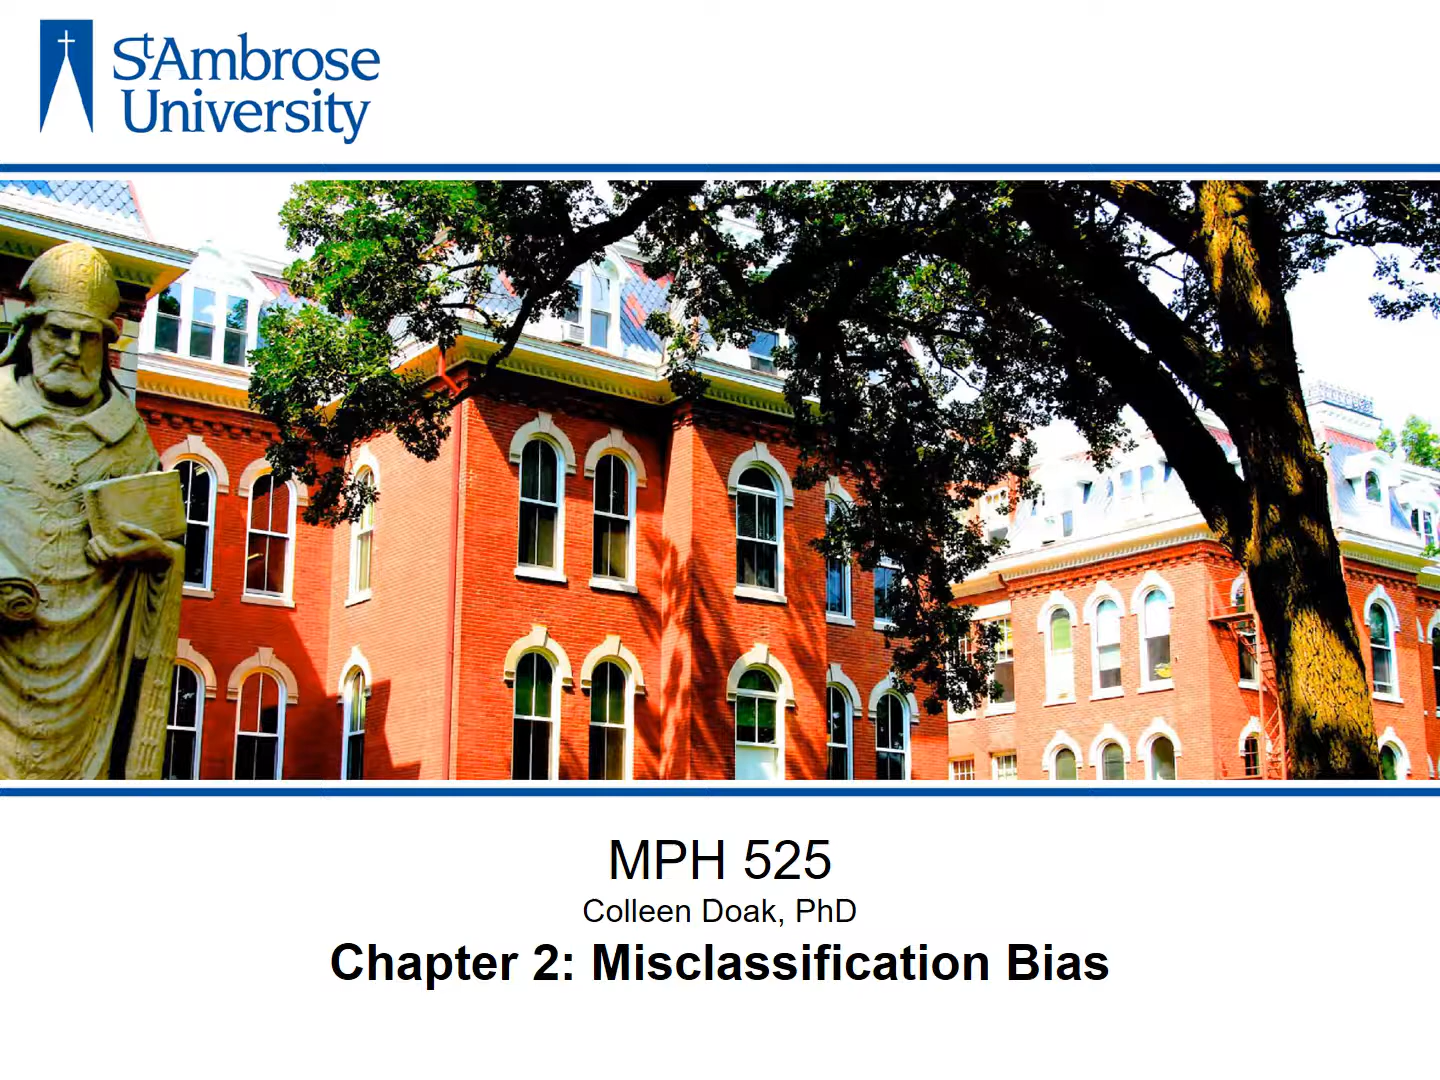 St Ambrose
University
MPH 525
Colleen Doak, PhD
Chapter 2: Misclassification Bias